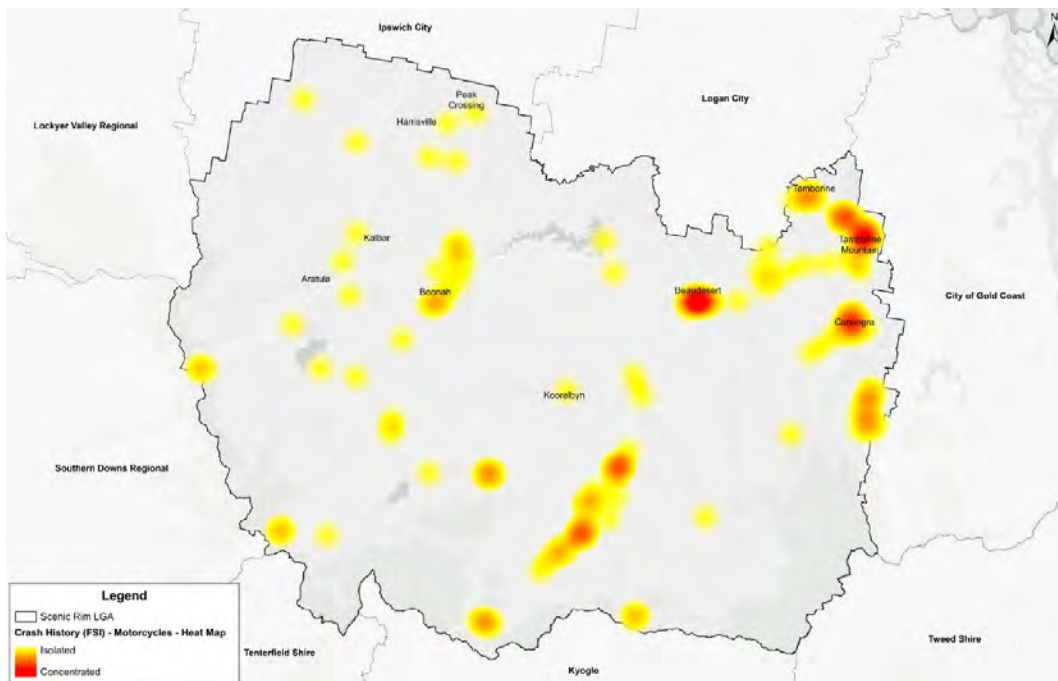 Ipswich City
N
Peak
Crossing
Logan City
Harrisville
Lockyer Valley Regional
Tamborine
Kalbar
Tamborine
Mountain
Aratula
Boonah
Beaudesert
City of Gold Coast
Canungra
Kooralbyn
Southern Downs Regional
Legend
Scenic Rim LGA
Crash History (FSI) - Motorcycles - Heat Map
Isolated
Concentrated
Tenterfield Shire
Kyogle
Tweed Shire